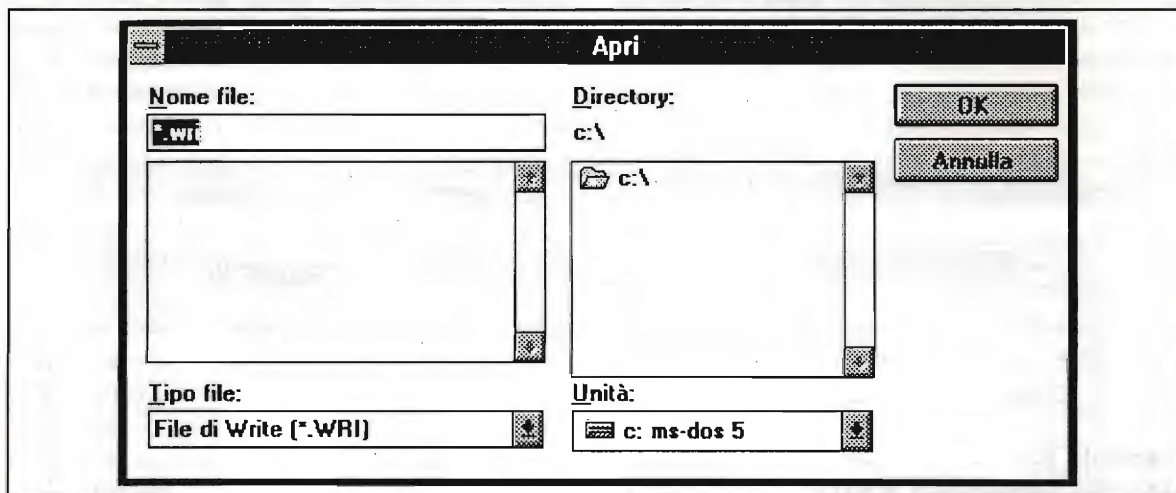 Apri
Nome file:
*.wri
Directory:
c:\
c:\
OK
Annulla
Tipo file:
File di Write (*.WRI)
Unità:
c: ms-dos 5